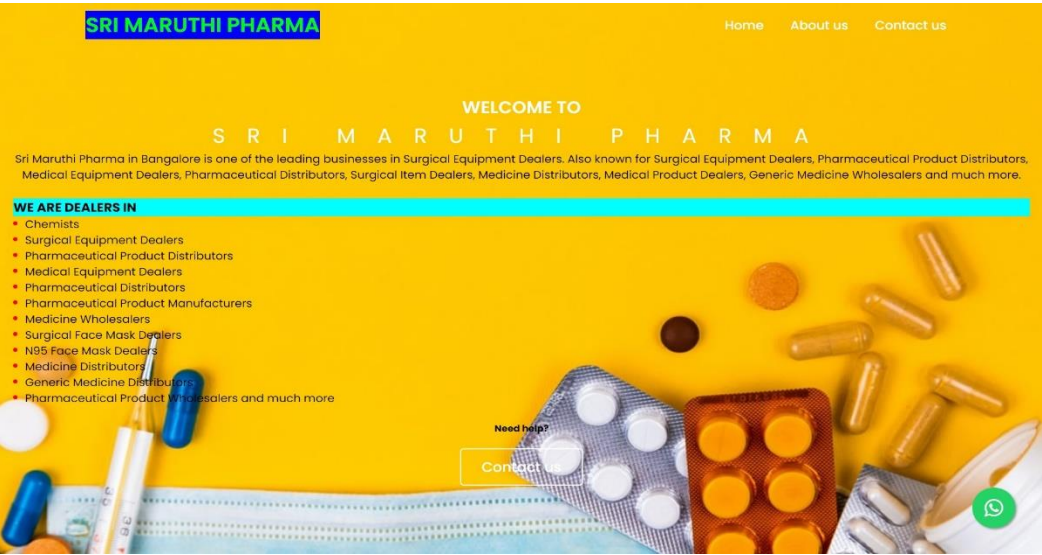 SRI MARUTHI PHARMA
Home About us Contact us
WELCOME TO
SRI MARUTHI PHARMA
Sri Maruthi Pharma in Bangalore is one of the leading businesses in Surgical Equipment Dealers. Also known for Surgical Equipment Dealers, Pharmaceutical Product Distributors,
Medical Equipment Dealers, Pharmaceutical Distributors, Surgical Item Dealers, Medicine Distributors, Medical Product Dealers, Generic Medicine Wholesalers and much more.
WE ARE DEALERS IN
Chemists
Surgical Equipment Dealers
Pharmaceutical Product Distributors
Medical Equipment Dealers
Pharmaceutical Distributors
Pharmaceutical Product Manufacturers
Medicine Wholesalers
Surgical Face Mask Dealers
N95 Face Mask Dealers
Medicine Distributors
Generic Medicine Distributors
Pharmaceutical Product Wholesalers and much more
Need help?
Contact us